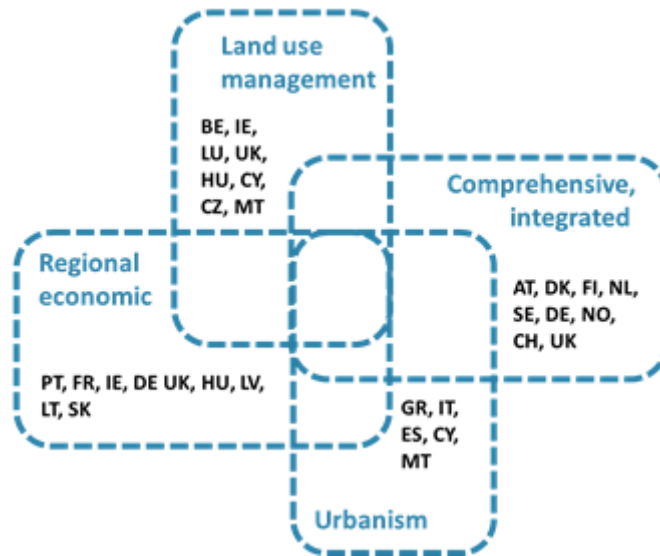 Land use
management
BE, IE,
LU, UK,
HU, CY,
CZ, MT
Comprehensive,
integrated
AT, DK, FI, NL,
SE, DE, NO,
CH, UK
Regional
economic
PT, FR, IE, DE UK, HU, LV,
LT, SK
GR, IT,
ES, CY,
MT
Urbanism